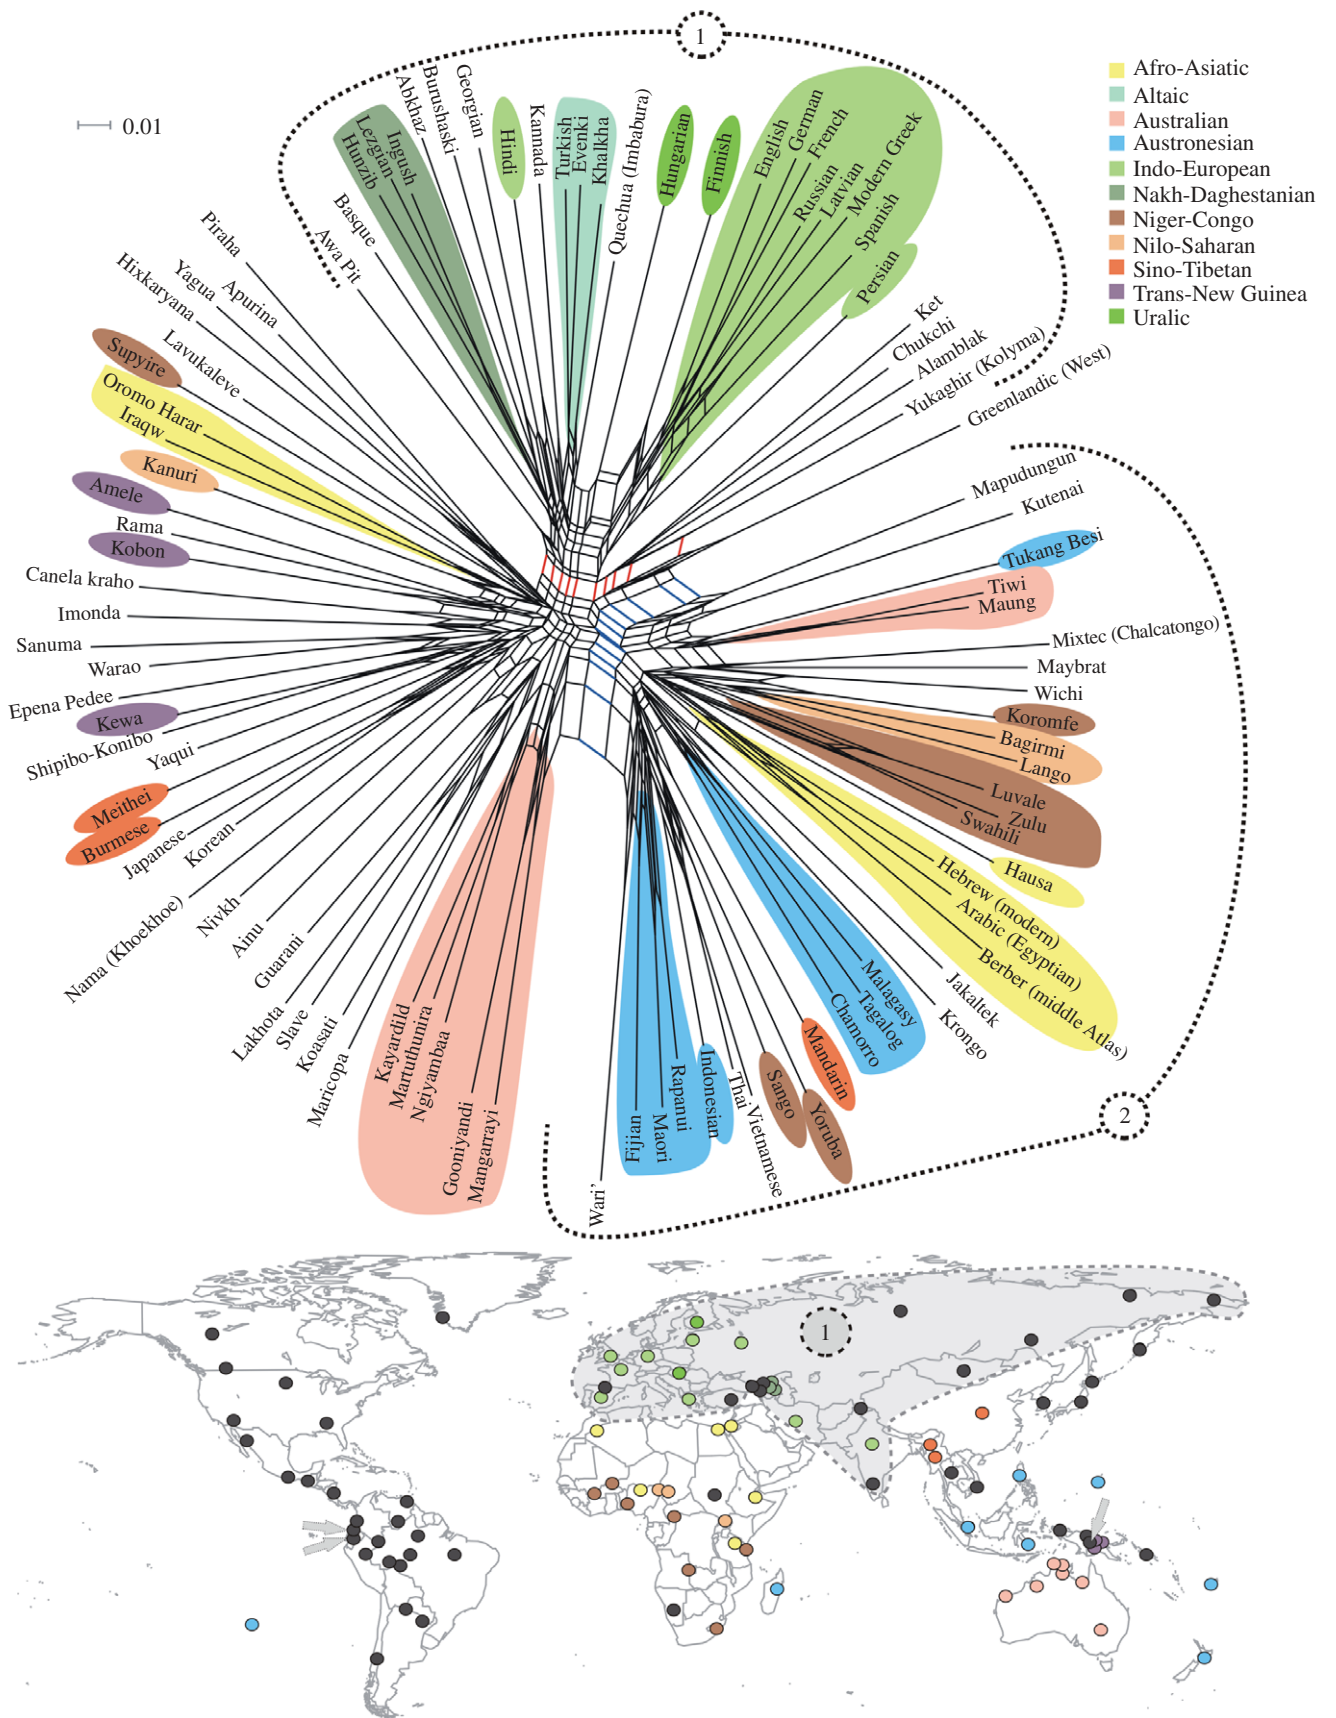 1
0.01
Afro-Asiatic
Altaic
Australian
Austronesian
Indo-European
Nakh-Daghestanian
Niger-Congo
Nilo-Saharan
Sino-Tibetan
Trans-New Guinea
Uralic
Awa Pit
Basque
Hunzib
Lezgian
Ingush
Abkhaz
Burushaski
Georgian
Hindi
Kannada
Turkish
Evenki
Khalkha
Quechua (Imbabura)
Hungarian
Finnish
English
German
French
Russian
Latvian
Modern Greek
Spanish
Persian
Ket
Chukchi
Alamblak
Yukaghir (Kolyma)
Greenlandic (West)
Mapudungun
Kutenai
Tukang Besi
Tiwi
Maung
Mixtec (Chalcatongo)
Maybrat
Wichi
Koromfe
Bagirmi
Lango
Luvale
Zulu
Swahili
Hausa
Hebrew (modern)
Arabic (Egyptian)
Berber (middle Atlas)
Jakaltek
Krongo
Malagasy
Tagalog
Chamorro
Mandarin
Yoruba
Sango
Vietnamese
Thai
Indonesian
Rapanui
Maori
Fijian
Wari'
2
Mangarrayi
Gooniyandi
Ngiyambaa
Martuthunira
Kayardild
Maricopa
Koasati
Slave
Lakhota
Guarani
Ainu
Nivkh
Nama (Khoekhoe)
Korean
Japanese
Burmese
Meithei
Yaqui
Shipibo-Konibo
Kewa
Epena Pedee
Warao
Sanuma
Imonda
Canela kraho
Kobon
Rama
Amele
Kanuri
Iraqw
Oromo Harar
Supyire
Lavukaleve
Hixkaryana
Yagua
Apurina
Piraha
1